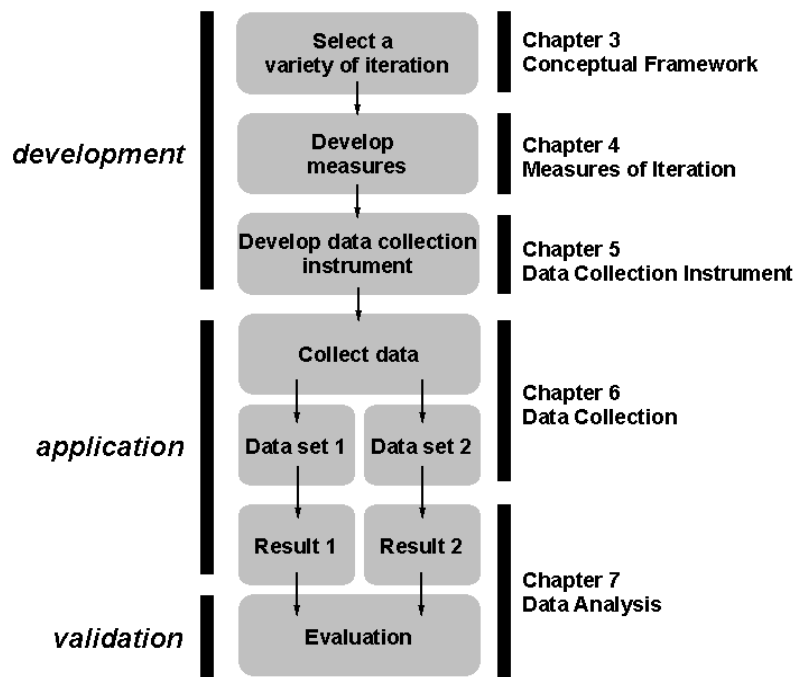 Select a
variety of iteration
Chapter 3
Conceptual Framework
development
Develop
measures
Chapter 4
Measures of Iteration
Develop data collection
instrument
Chapter 5
Data Collection Instrument
Collect data
Chapter 6
Data Collection
application
Data set 1
Data set 2
Result 1
Result 2
Chapter 7
Data Analysis
validation
Evaluation